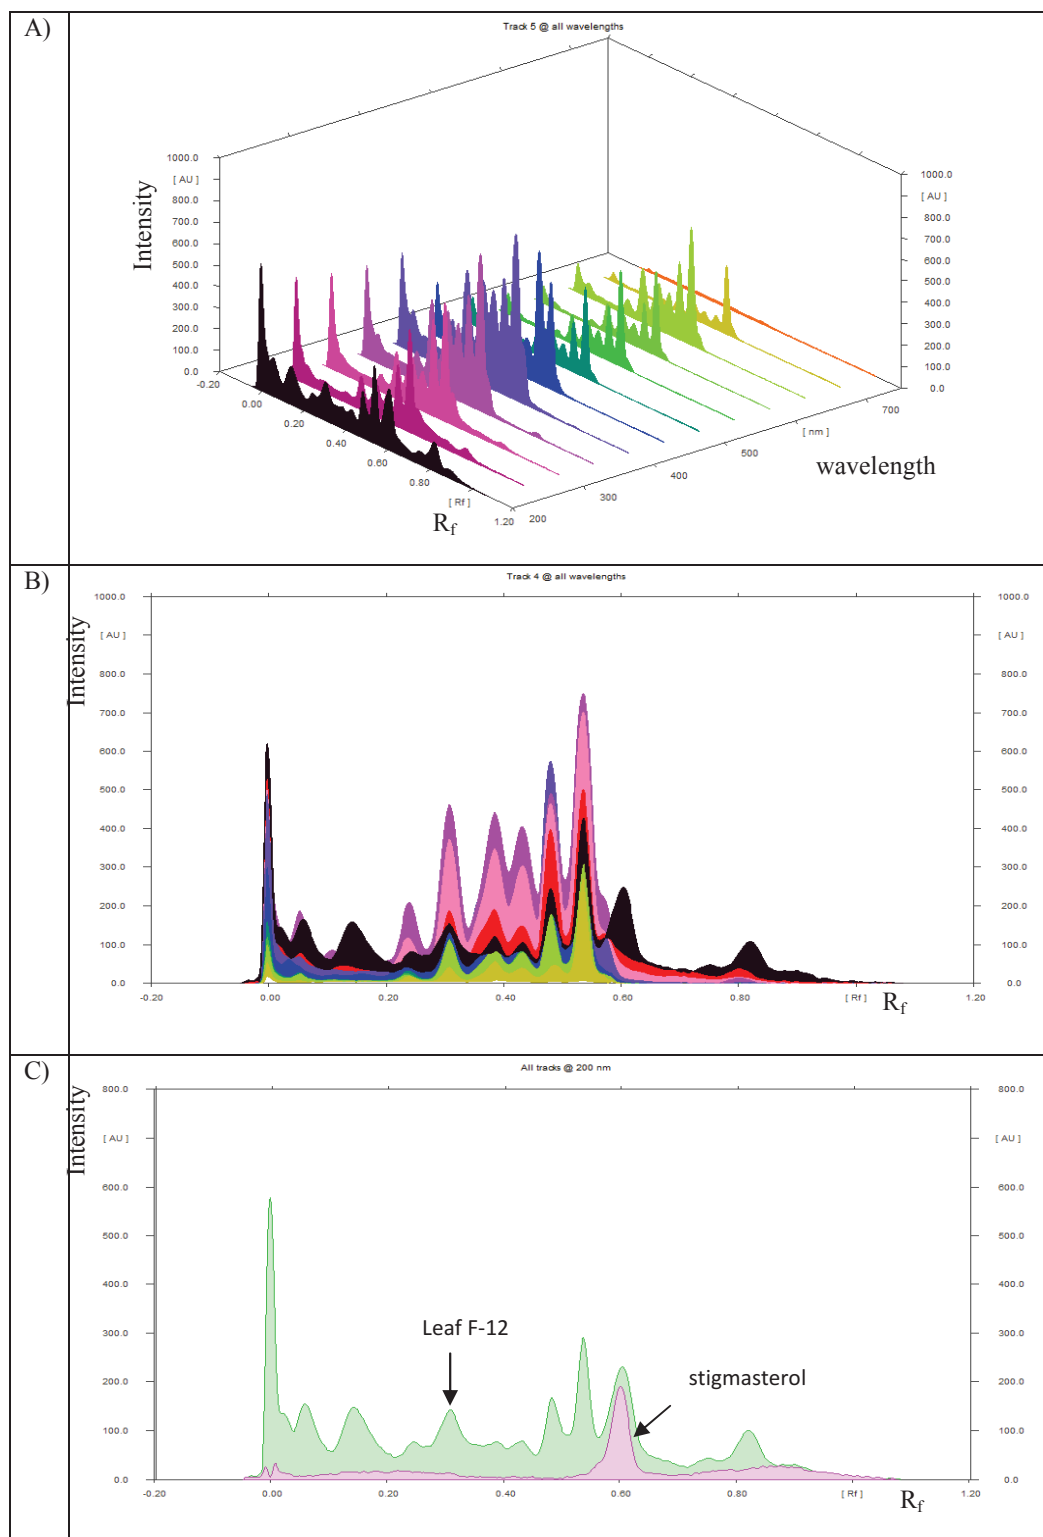 A)
Track 5 @ all wavelengths
Intensity
1000.0
[ AU ]
800.0
700.0
600.0
500.0
400.0
300.0
200.0
100.0
0.0
-0.20
0.00
0.20
0.40
0.60
0.80
[ Rf ]
1.20
Rf
200
300
400
500
[ nm ]
700
wavelength
1000.0
[ AU ]
800.0
700.0
600.0
500.0
400.0
300.0
200.0
100.0
0.0
B)
Track 4 @ all wavelengths
Intensity
1000.0
[ AU ]
800.0
700.0
600.0
500.0
400.0
300.0
200.0
100.0
0.0
1000.0
[ AU ]
800.0
700.0
600.0
500.0
400.0
300.0
200.0
100.0
0.0
-0.20 0.00 0.20 0.40 0.60 0.80 [ Rf ] Rf 1.20
C)
All tracks @ 200 nm
Intensity
800.0
[ AU ]
600.0
500.0
400.0
300.0
200.0
100.0
0.0
Leaf F-12
stigmasterol
800.0
[ AU ]
600.0
500.0
400.0
300.0
200.0
100.0
0.0
-0.20 0.00 0.20 0.40 0.60 0.80 [ Rf ] Rf 1.20